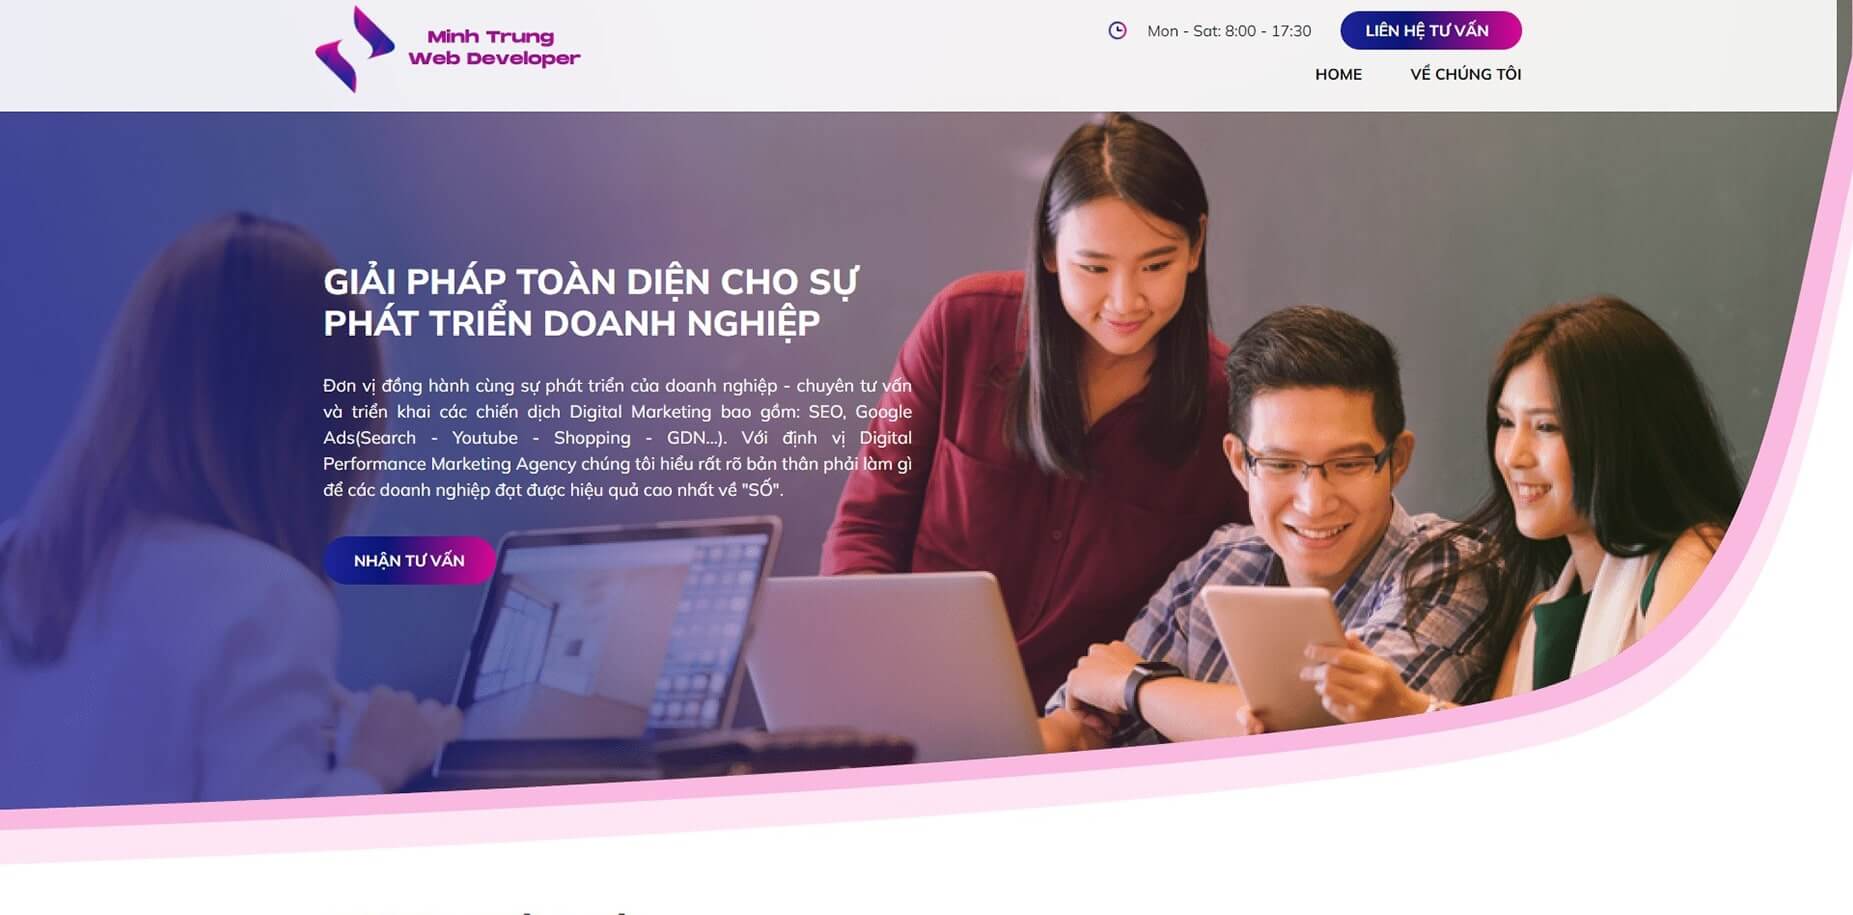 Minh Trung
Web Developer
Mon - Sat: 8:00 - 17:30
LIÊN HỆ TƯ VẤN
HOME
VỀ CHÚNG TÔI
GIẢI PHÁP TOÀN DIỆN CHO SỰ
PHÁT TRIỂN DOANH NGHIỆP
Đơn vị đồng hành cùng sự phát triển của doanh nghiệp - chuyên tư vấn
và triển khai các chiến dịch Digital Marketing bao gồm: SEO, Google
Ads(Search - Youtube - Shopping - GDN...). Với định vị Digital
Performance Marketing Agency chúng tôi hiểu rất rõ bản thân phải làm gì
để các doanh nghiệp đạt được hiệu quả cao nhất về "SỐ".
NHẬN TƯ VẤN